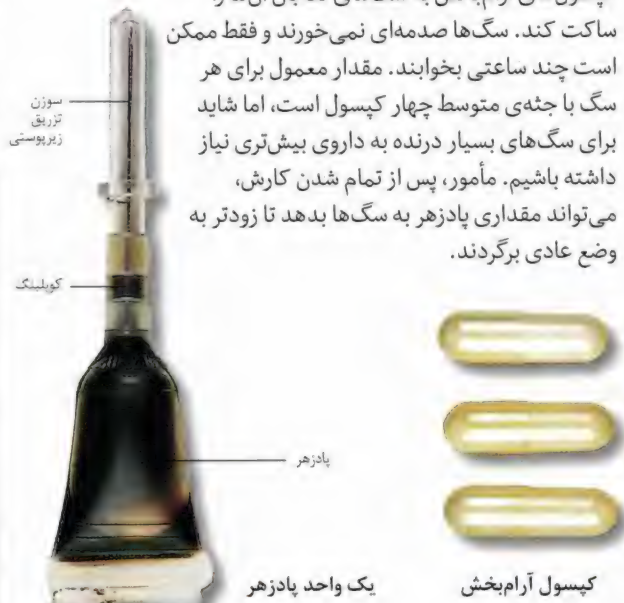 ساکت کند. سگ‌ها صدمه‌ای نمی‌خورند و فقط ممکن
است چند ساعتی بخوابند. مقدار معمول برای هر
سگ با جثه‌ی متوسط چهار کپسول است، اما شاید
برای سگ‌های بسیار درنده به داروی بیش‌تری نیاز
داشته باشیم. مأمور، پس از تمام شدن کارش،
می‌تواند مقداری پادزهر به سگ‌ها بدهد تا زودتر به
وضع عادی برگردند.
سوزن
تزریق
زیرپوستی
کوپلینگ
پادزهر
کپسول آرام‌بخش
یک واحد پادزهر